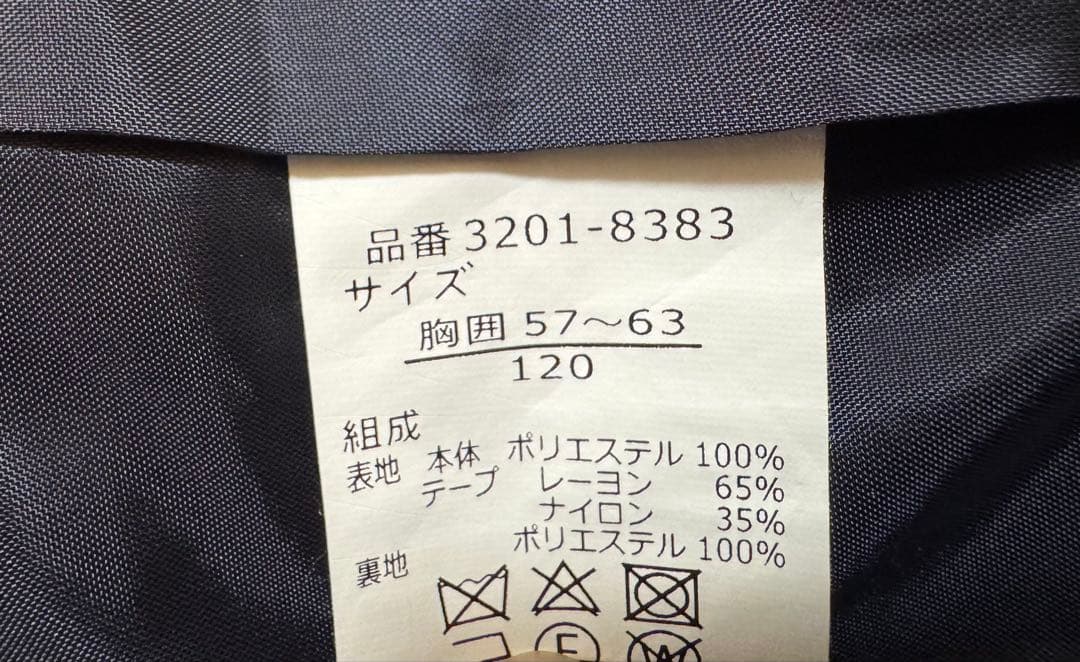 品番 3201-8383
サイズ
胸囲 57～63
120
組成
表地 本体 ポリエステル 100%
テープ レーヨン 65%
ナイロン 35%
裏地 ポリエステル 100%
F
W